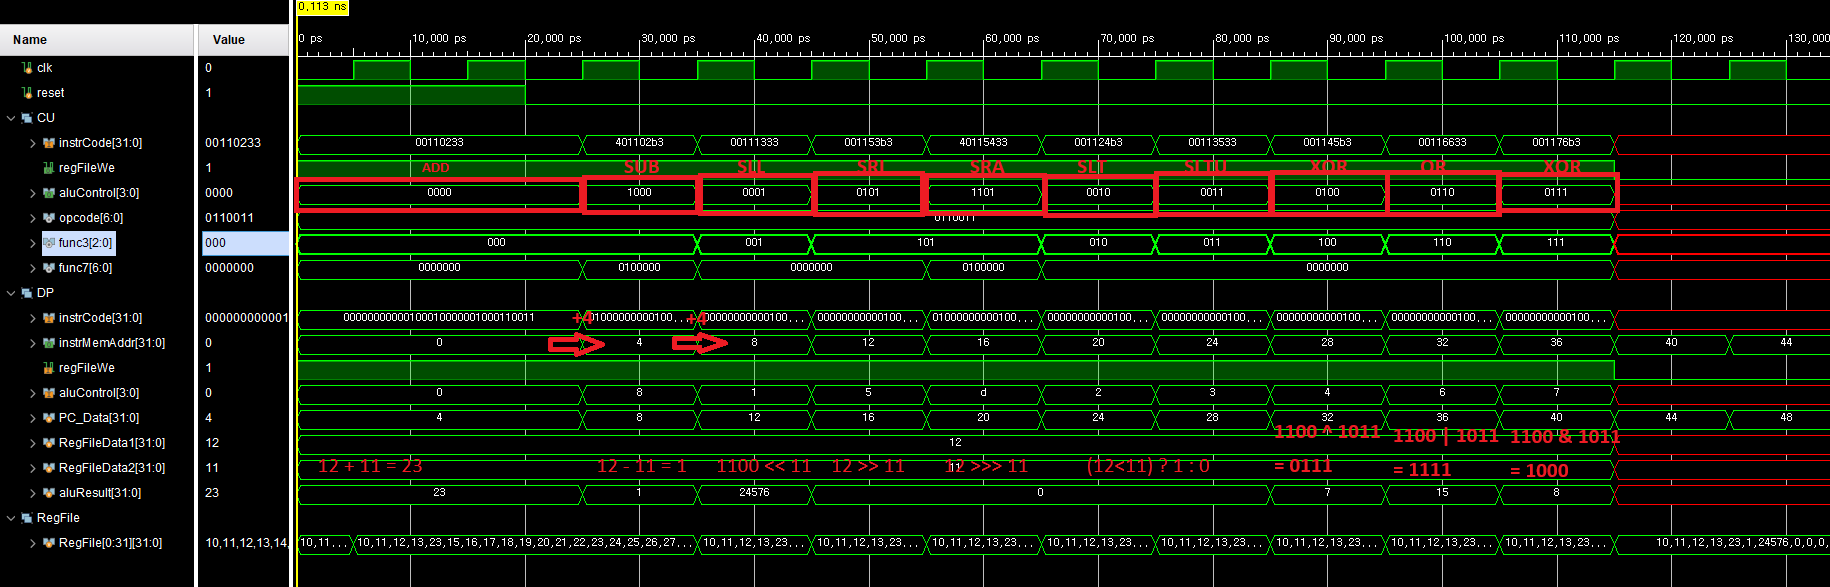 0,113 ns
Name Value 0 ps 10,000 ps 20,000 ps 30,000 ps 40,000 ps 50,000 ps 60,000 ps 70,000 ps 80,000 ps 90,000 ps 100,000 ps 110,000 ps 120,000 ps 130,000
clk 0
reset 1
CU
instrCode[31:0] 00110233 00110233 401102b3 00111333 001153b3 40115433 001124b3 00113533 001145b3 00116633 001176b3
regFileWe 1 ADD SUB SLL SRL SRA SLT SLTU XOR OR XOR
aluControl[3:0] 0000 0000 1000 0001 0101 1101 0010 0011 0100 0110 0111
opcode[6:0] 0110011 0110011
func3[2:0] 000 000 001 101 010 011 100 110 111
func7[6:0] 0000000 0000000 0100000 0000000 0100000 0000000
DP
instrCode[31:0] 000000000001 00000000000100010000001000110011 +4 01000000000100... +4 00000000000100... 00000000000100... 01000000000100... 00000000000100... 00000000000100... 00000000000100... 00000000000100... 00000000000100...
instrMemAddr[31:0] 0 0 4 8 12 16 20 24 28 32 36 40 44
regFileWe 1
aluControl[3:0] 0 0 8 1 5 d 2 3 4 6 7
PC_Data[31:0] 4 4 8 12 16 20 24 28 32 36 40 44 48
RegFileData1[31:0] 12 12 1100 ^ 1011 1100 | 1011 1100 & 1011
RegFileData2[31:0] 11 12 + 11 = 23 12 - 11 = 1 1100 << 11 12 >> 11 12 >>> 11 11 (12<11) ? 1 : 0 = 0111 = 1111 = 1000
aluResult[31:0] 23 23 1 24576 0 7 15 8
RegFile
RegFile[0:31][31:0] 10,11,12,13,14, 10,11... 10,11,12,13,23,15,16,17,18,19,20,21,22,23,24,25,26,27... 10,11,12,13,23... 10,11,12,13,23... 10,11,12,13,23... 10,11,12,13,23... 10,11,12,13,23... 10,11,12,13,23... 10,11,12,13,23... 10,11,12,13,23... 10,11,12,13,23,1,24576,0,0,0,